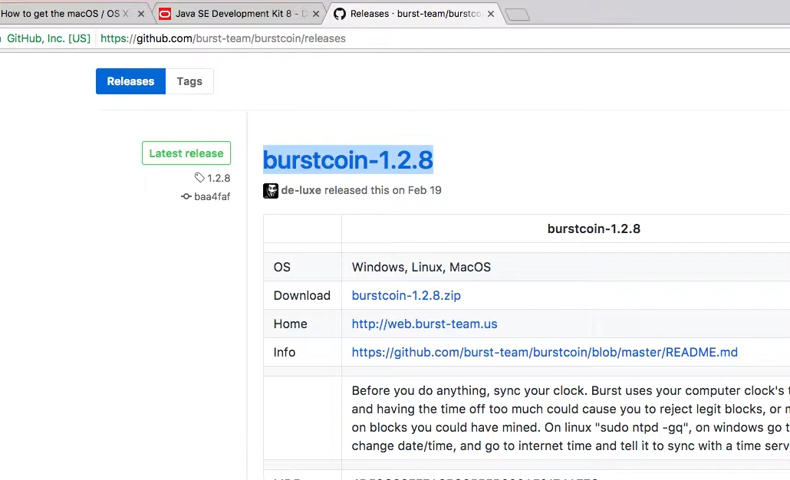 How to get the macOS / OS X
Java SE Development Kit 8 - D
Releases · burst-team/burstco
GitHub, Inc. [US]
https://github.com/burst-team/burstcoin/releases
Releases
Tags
Latest release
1.2.8
baa4faf
burstcoin-1.2.8
de-luxe released this on Feb 19
burstcoin-1.2.8
OS Windows, Linux, MacOS
Download burstcoin-1.2.8.zip
Home http://web.burst-team.us
Info https://github.com/burst-team/burstcoin/blob/master/README.md
Before you do anything, sync your clock. Burst uses your computer clock's t
and having the time off too much could cause you to reject legit blocks, or m
on blocks you could have mined. On linux "sudo ntpd -gq", on windows go t
change date/time, and go to internet time and tell it to sync with a time serv